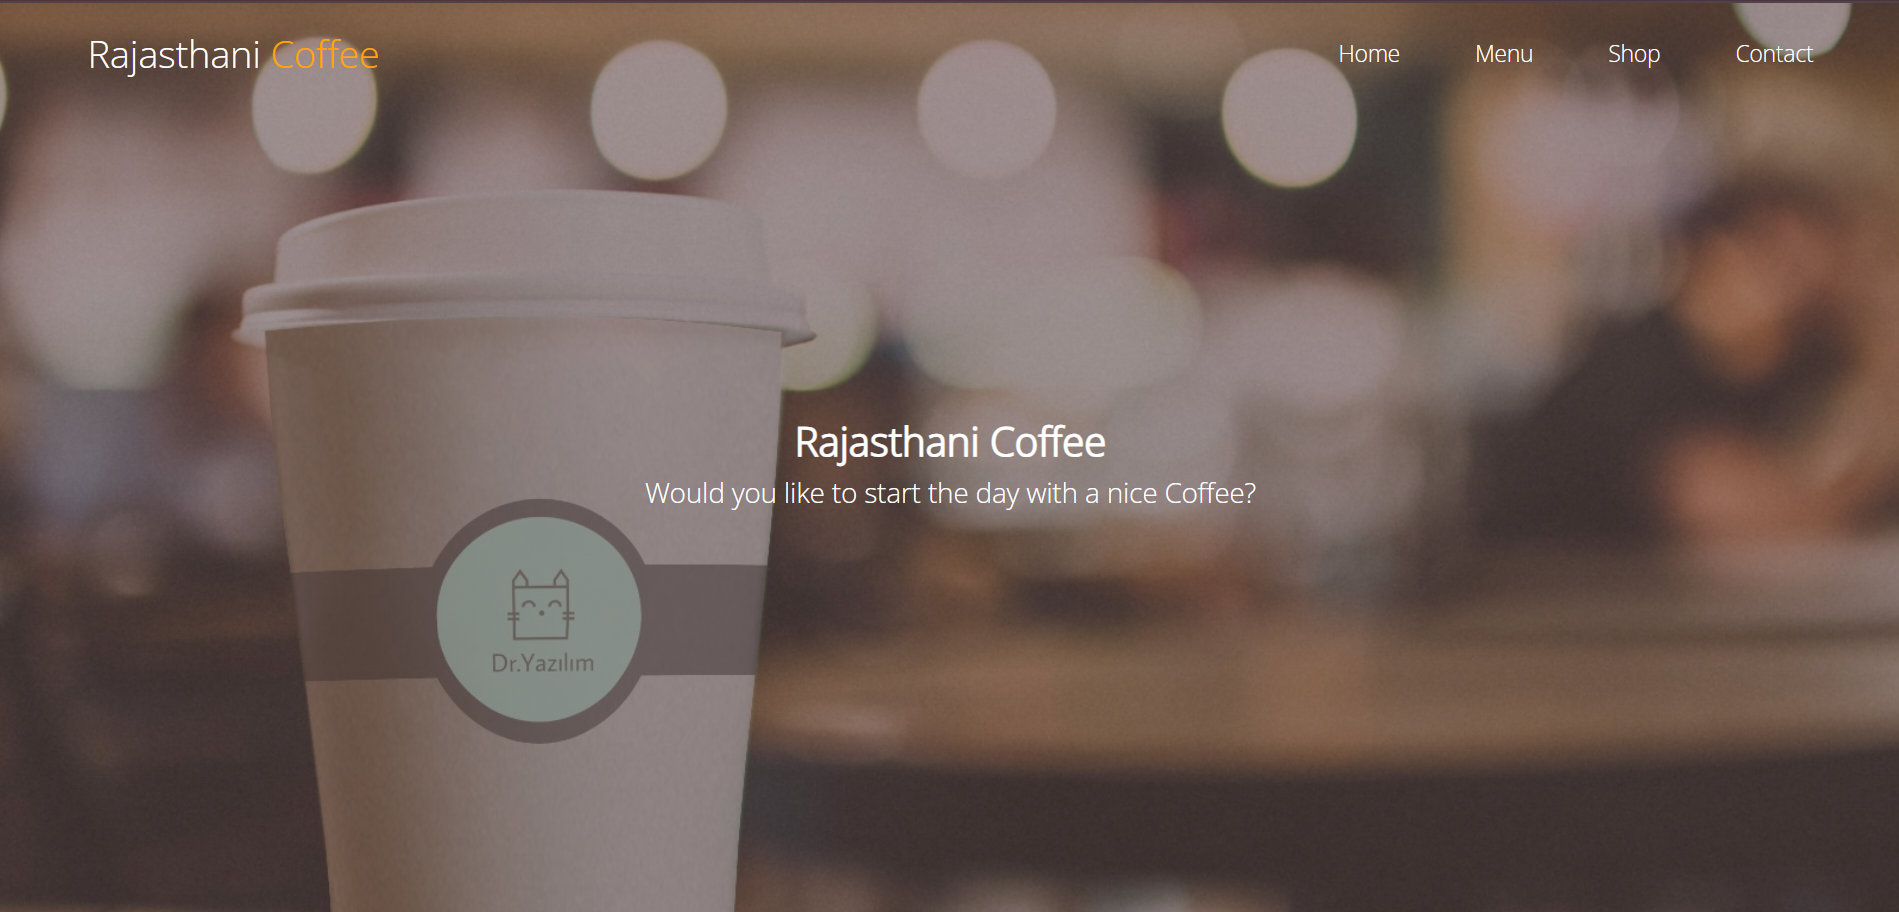 Rajasthani Coffee
Home
Menu
Shop
Contact
Rajasthani Coffee
Would you like to start the day with a nice Coffee?
Dr.Yazılım